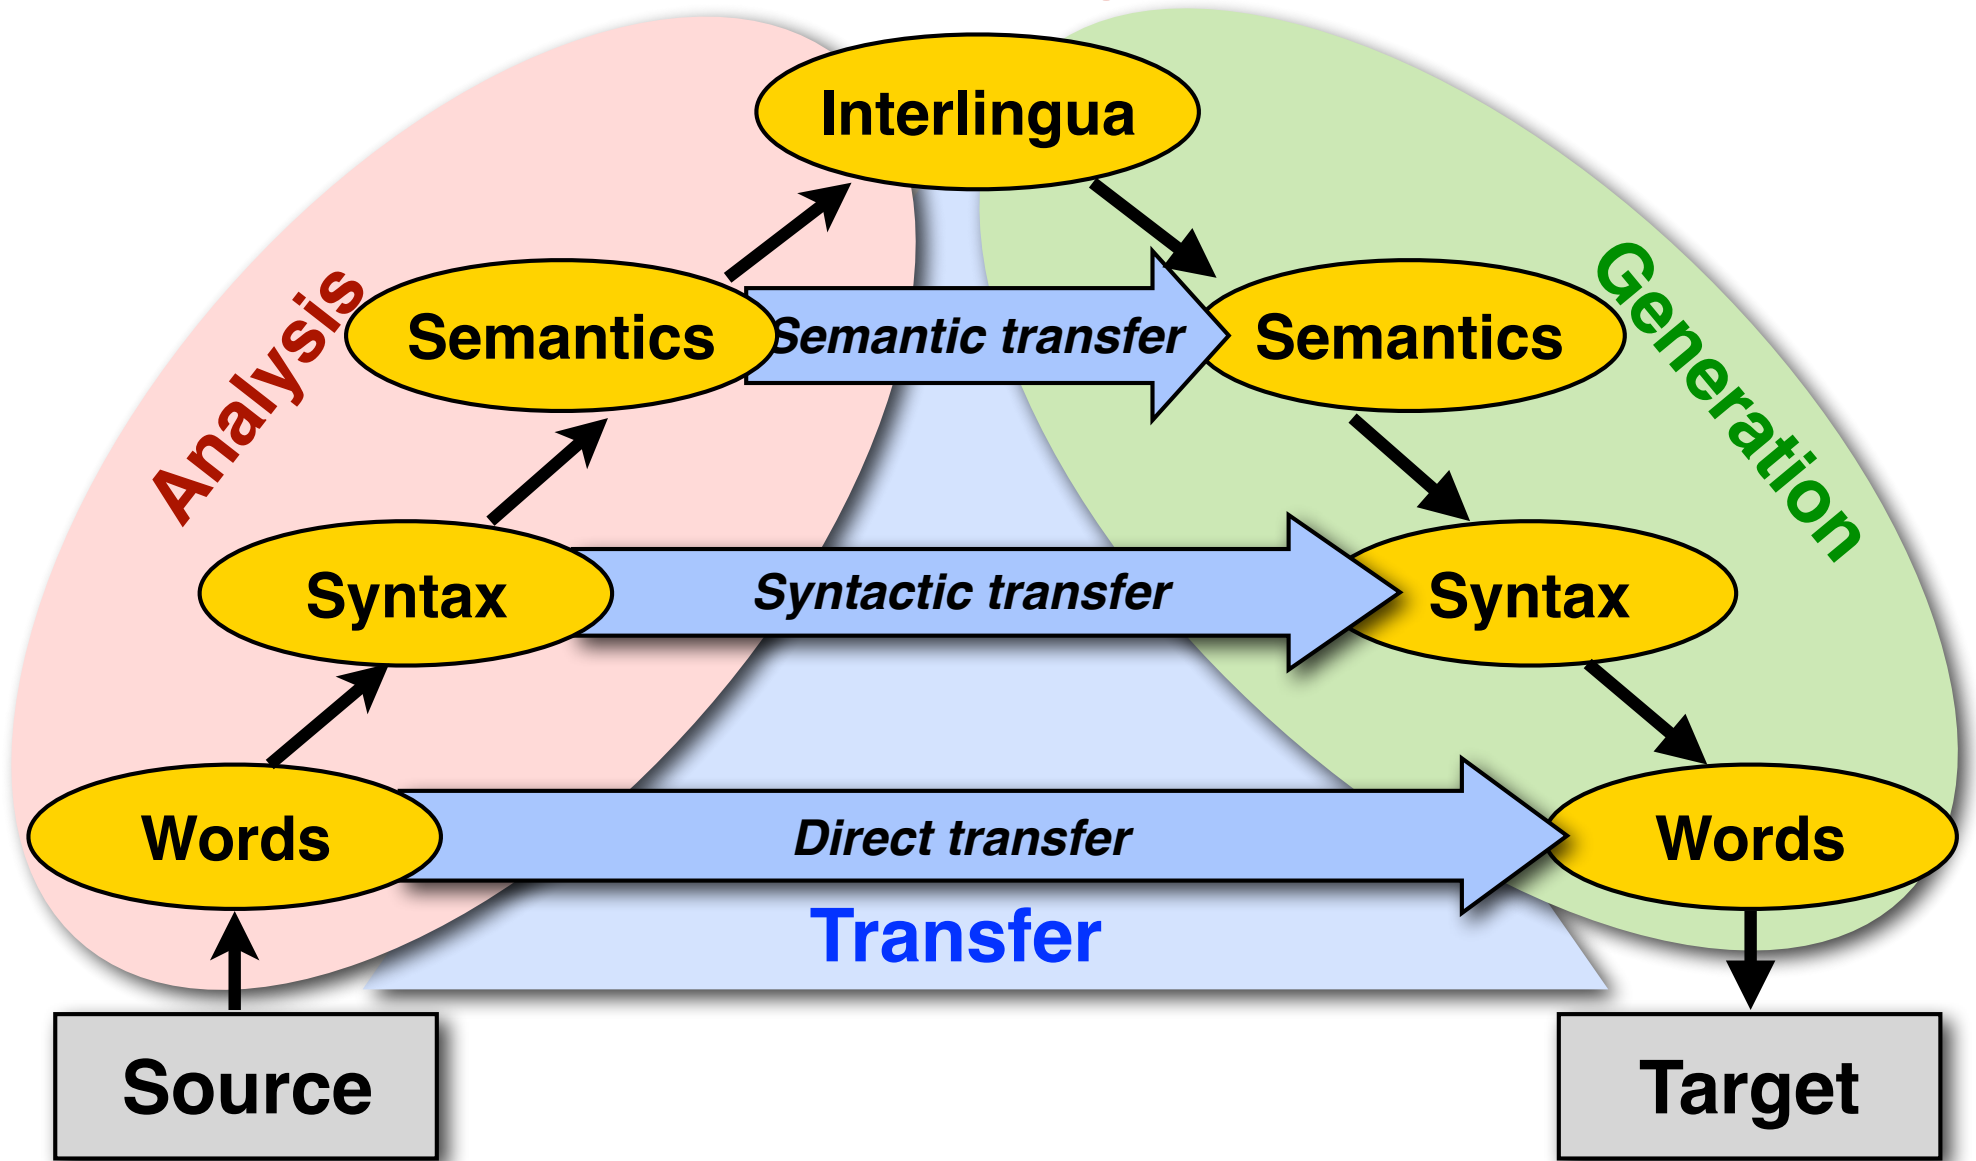 Interlingua
Analysis
Generation
Semantics
Semantic transfer
Semantics
Syntax
Syntactic transfer
Syntax
Words
Direct transfer
Words
Transfer
Source
Target